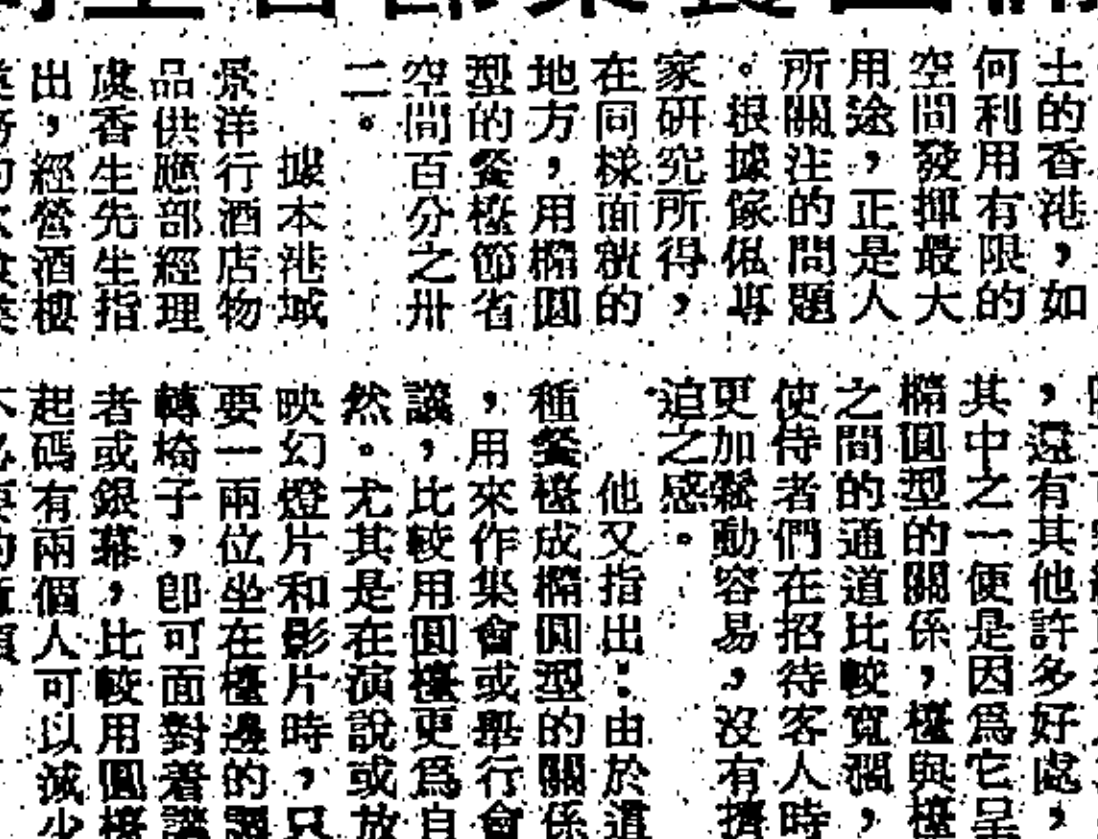 土的香港，如
何利用有限的
空間發揮最大
用途，正是人
所關注的問題
。根據傢俬專
家研究所得，
在同樣面積的
地方，用橢圓
型的餐檯節省
空間百分之卅
二。
據本港域
景洋行酒店物
品供應部經理
虞香生先生指
出，經營酒樓
，還有其他許多好處，
其中之一便是因爲它呈
橢圓型的關係，檯與檯
之間的通道比較寬濶，
使侍者們在招待客人時
更加鬆動容易，沒有擠
迫之感。
他又指出：由於這
種餐檯成橢圓型的關係
，用來作集會或舉行會
議，比較用圓檯更爲自
然。尤其是在演說或放
映幻燈片和影片時，只
要一兩位坐在檯邊的調
轉椅子，即可面對着講
者或銀幕，比較用圓檯
起碼有兩個人可以減少